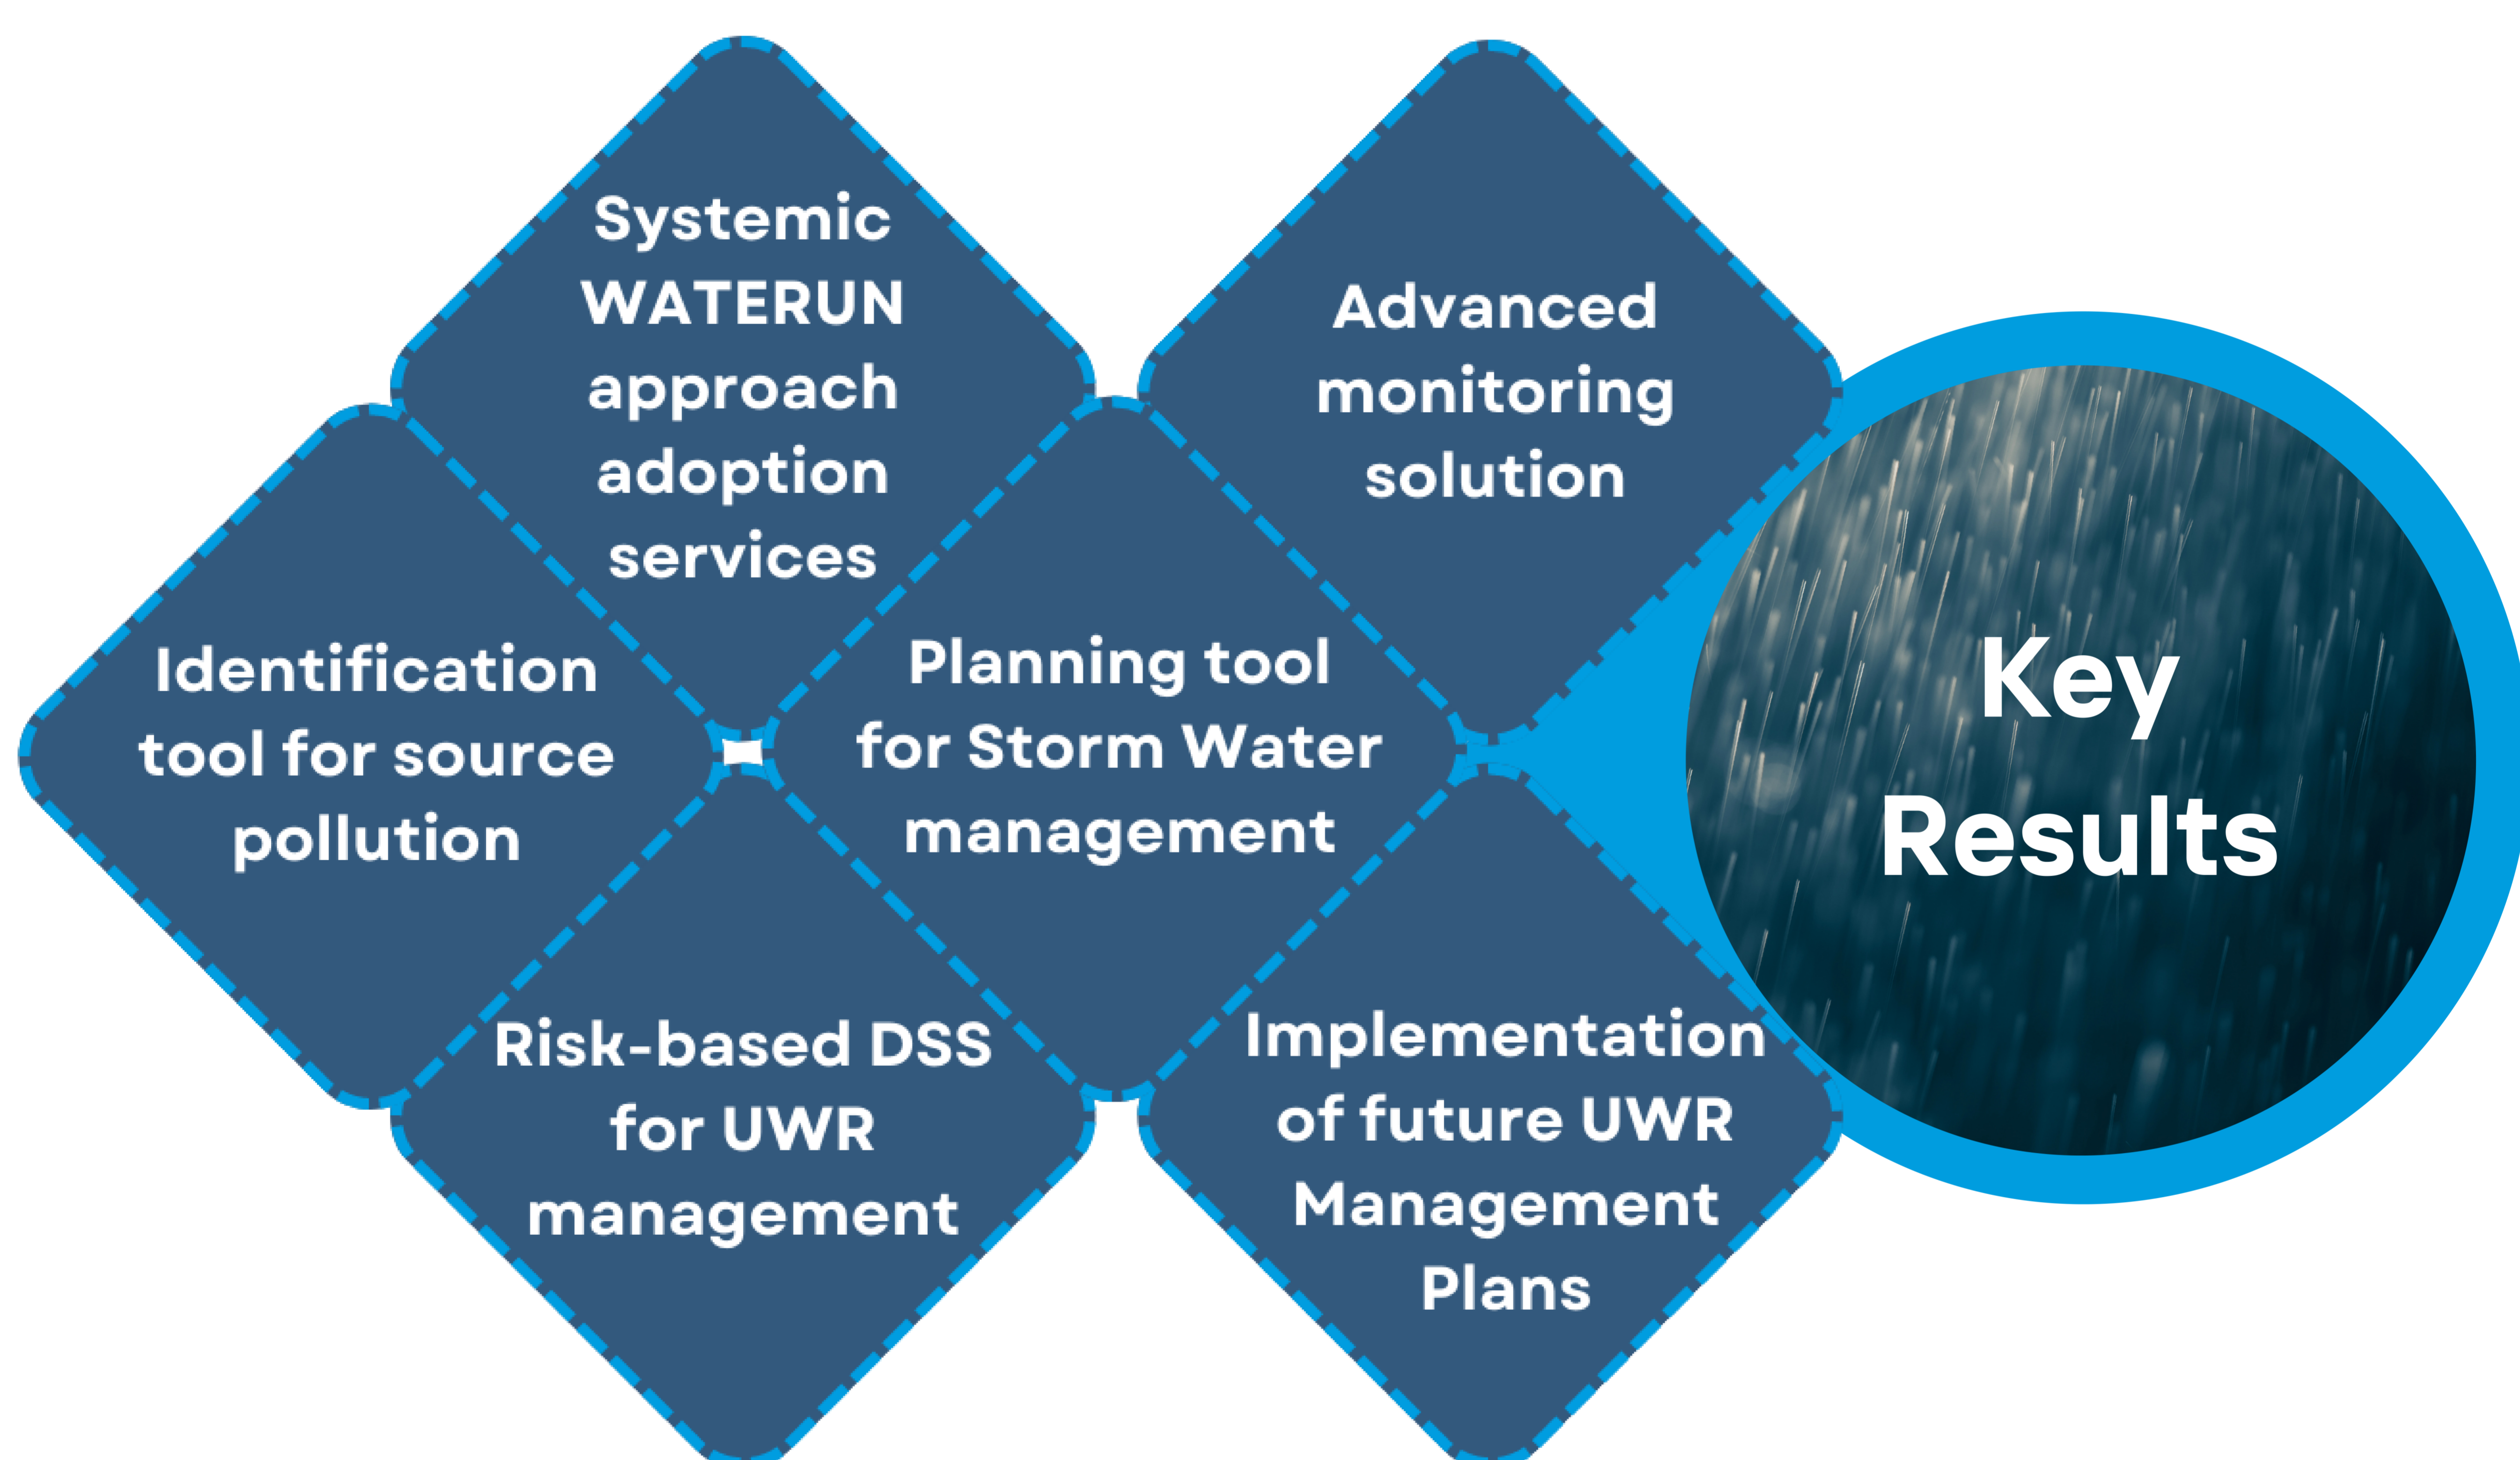 Systemic
WATERUN
approach
adoption
services
Advanced
monitoring
solution
Identification
tool for source
pollution
Planning tool
for Storm Water
management
Key
Results
Risk-based DSS
for UWR
management
Implementation
of future UWR
Management
Plans